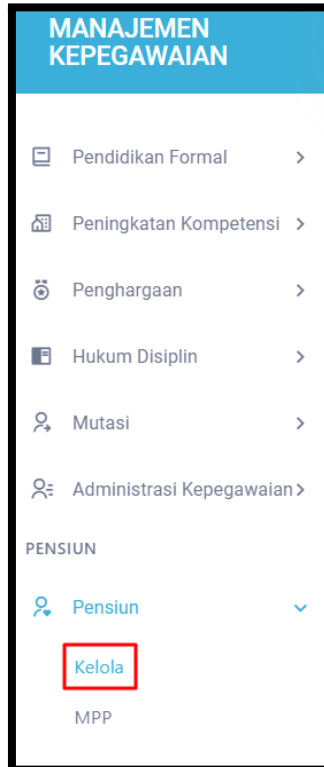 MANAJEMEN
KEPEGAWAIAN
Pendidikan Formal
Peningkatan Kompetensi
Penghargaan
Hukum Disiplin
Mutasi
Administrasi Kepegawaian
PENSIUN
Pensiun
Kelola
MPP